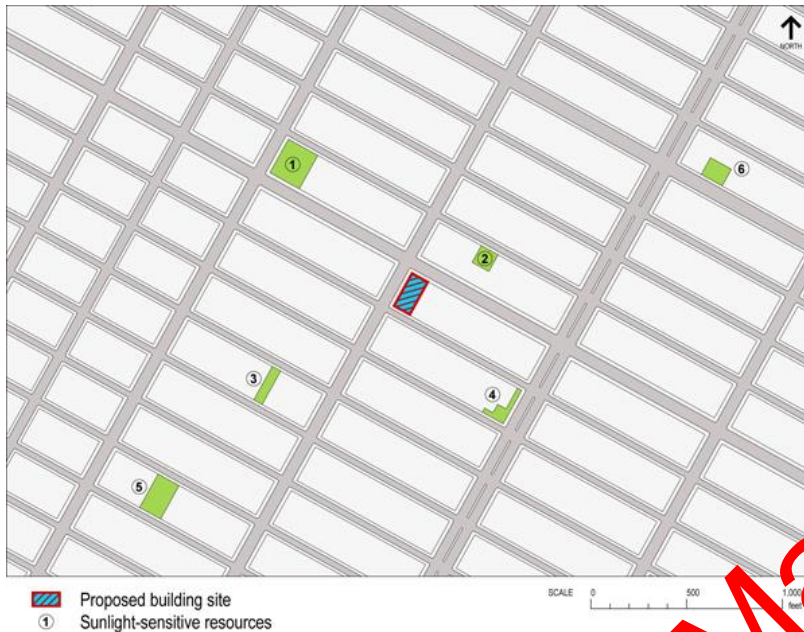 NORTH
①
⑥
②
③
④
⑤
Proposed building site
① Sunlight-sensitive resources
SCALE 0 500 1,000
feet